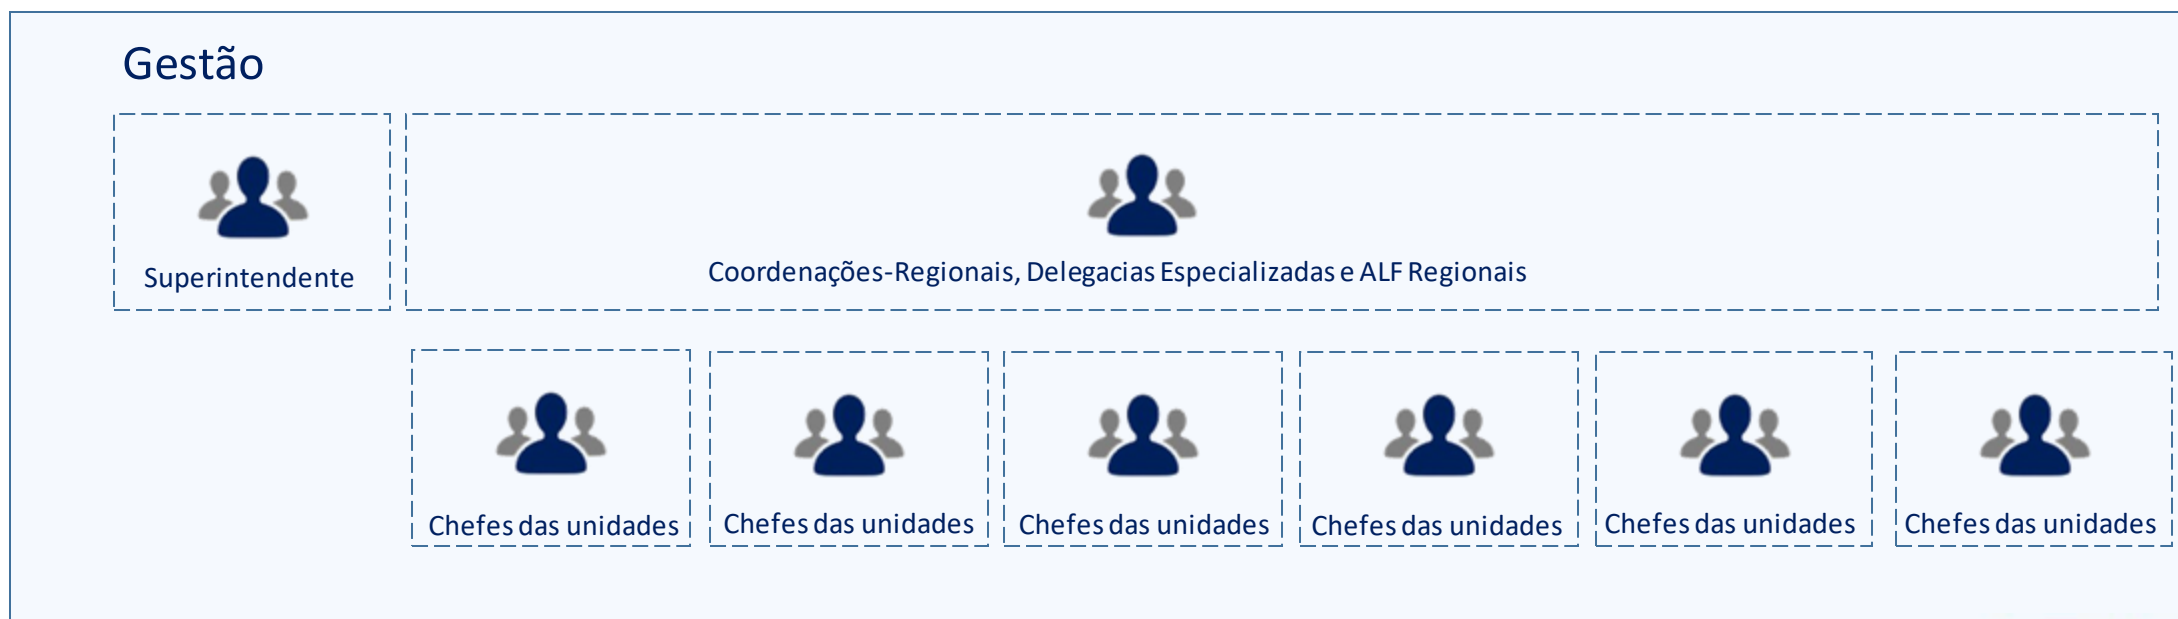 Gestão
Superintendente
Coordenações-Regionais, Delegacias Especializadas e ALF Regionais
Chefes das unidades
Chefes das unidades
Chefes das unidades
Chefes das unidades
Chefes das unidades
Chefes das unidades